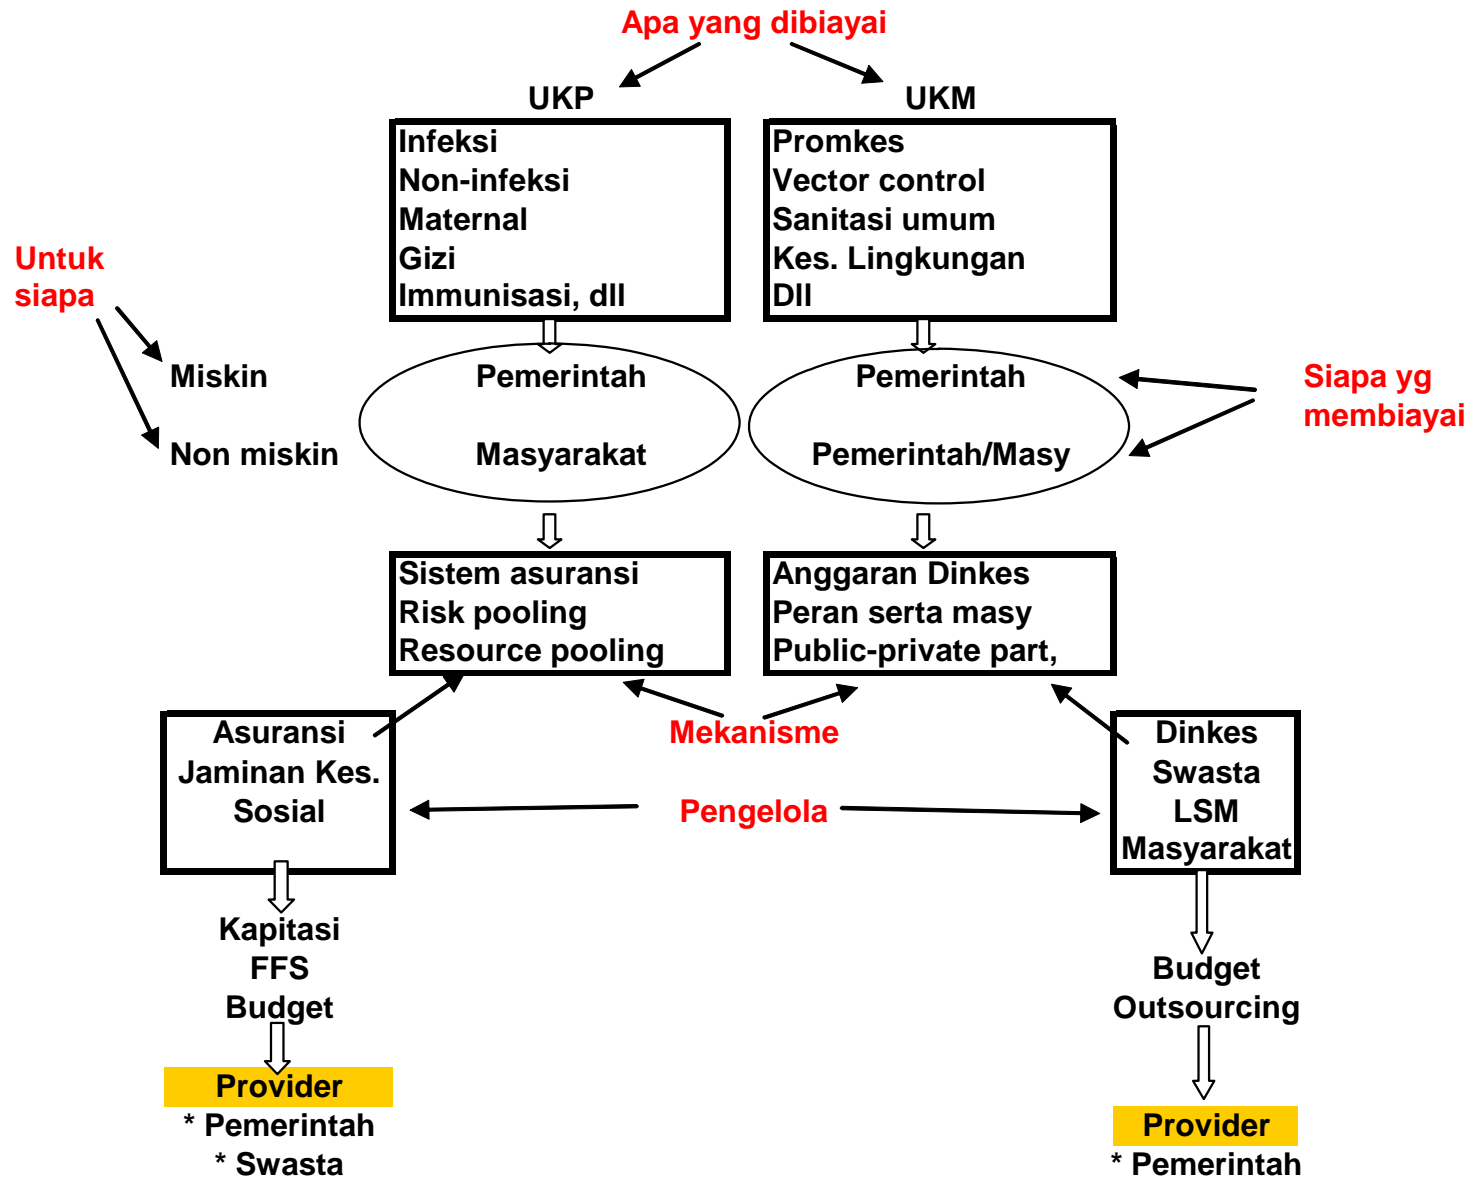 Apa yang dibiayai
UKP
UKM
Infeksi
Non-infeksi
Maternal
Gizi
Immunisasi, dll
Promkes
Vector control
Sanitasi umum
Kes. Lingkungan
Dll
Untuk
siapa
Miskin
Non miskin
Pemerintah
Masyarakat
Pemerintah
Pemerintah/Masy
Siapa yg
membiayai
Sistem asuransi
Risk pooling
Resource pooling
Anggaran Dinkes
Peran serta masy
Public-private part,
Mekanisme
Asuransi
Jaminan Kes.
Sosial
Pengelola
Dinkes
Swasta
LSM
Masyarakat
Kapitasi
FFS
Budget
Budget
Outsourcing
Provider
* Pemerintah
* Swasta
Provider
* Pemerintah